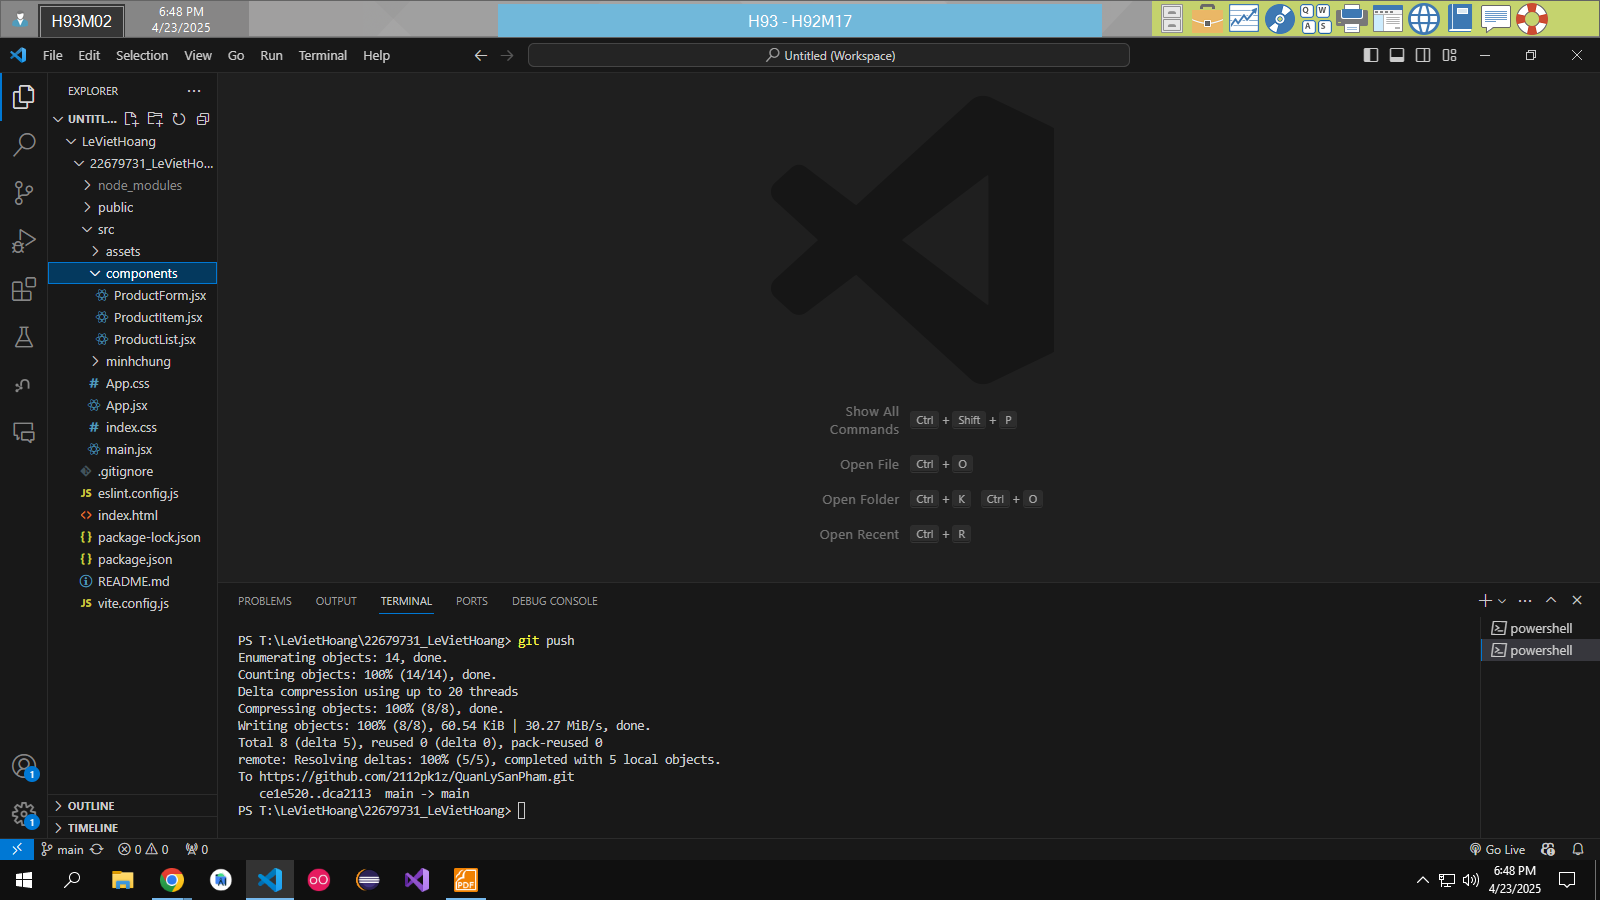 H93M02
6:48 PM
4/23/2025
H93 - H92M17
Q W
A S
File Edit Selection View Go Run Terminal Help
Untitled (Workspace)
EXPLORER
UNTITL...
LeVietHoang
22679731_LeVietHo...
node_modules
public
src
assets
components
ProductForm.jsx
ProductItem.jsx
ProductList.jsx
minhchung
# App.css
App.jsx
# index.css
main.jsx
.gitignore
JS eslint.config.js
<> index.html
{} package-lock.json
{} package.json
README.md
JS vite.config.js
OUTLINE
TIMELINE
Show All
Commands
Ctrl + Shift + P
Open File Ctrl + O
Open Folder Ctrl + K Ctrl + O
Open Recent Ctrl + R
PROBLEMS OUTPUT TERMINAL PORTS DEBUG CONSOLE
PS T:\LeVietHoang\22679731_LeVietHoang> git push
Enumerating objects: 14, done.
Counting objects: 100% (14/14), done.
Delta compression using up to 20 threads
Compressing objects: 100% (8/8), done.
Writing objects: 100% (8/8), 60.54 KiB | 30.27 MiB/s, done.
Total 8 (delta 5), reused 0 (delta 0), pack-reused 0
remote: Resolving deltas: 100% (5/5), completed with 5 local objects.
To https://github.com/2112pk1z/QuanLySanPham.git
ce1e520..dca2113 main -> main
PS T:\LeVietHoang\22679731_LeVietHoang>
powershell
powershell
1
1
main 0 0 0
Go Live
PDF
6:48 PM
4/23/2025